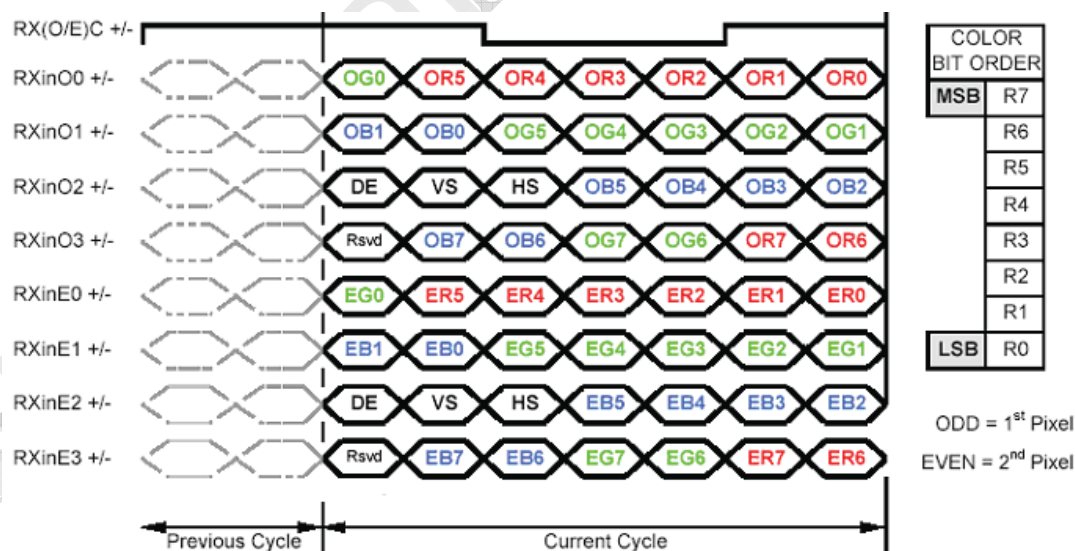 RX(O/E)C +/-
RXinO0 +/- OG0 OR5 OR4 OR3 OR2 OR1 OR0
RXinO1 +/- OB1 OB0 OG5 OG4 OG3 OG2 OG1
RXinO2 +/- DE VS HS OB5 OB4 OB3 OB2
RXinO3 +/- Rsvd OB7 OB6 OG7 OG6 OR7 OR6
RXinE0 +/- EG0 ER5 ER4 ER3 ER2 ER1 ER0
RXinE1 +/- EB1 EB0 EG5 EG4 EG3 EG2 EG1
RXinE2 +/- DE VS HS EB5 EB4 EB3 EB2
RXinE3 +/- Rsvd EB7 EB6 EG7 EG6 ER7 ER6
Previous Cycle Current Cycle
COLOR
BIT ORDER
MSB R7
R6
R5
R4
R3
R2
R1
LSB R0
ODD = 1st Pixel
EVEN = 2nd Pixel